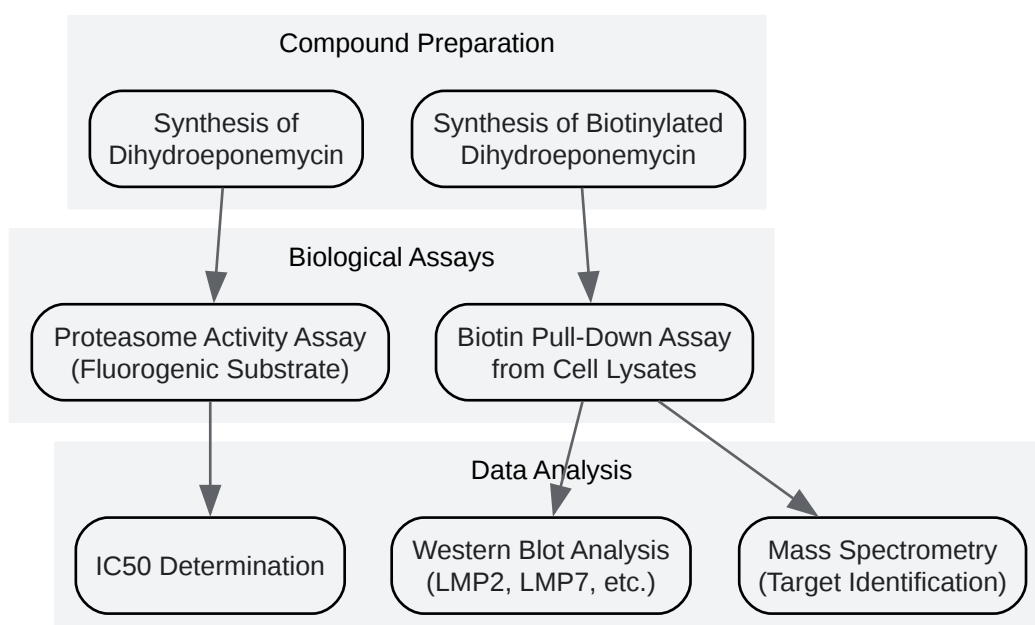 Compound Preparation
Synthesis of
Dihydroeponemycin
Synthesis of Biotinylated
Dihydroeponemycin
Biological Assays
Proteasome Activity Assay
(Fluorogenic Substrate)
Biotin Pull-Down Assay
from Cell Lysates
Data Analysis
IC50 Determination
Western Blot Analysis
(LMP2, LMP7, etc.)
Mass Spectrometry
(Target Identification)